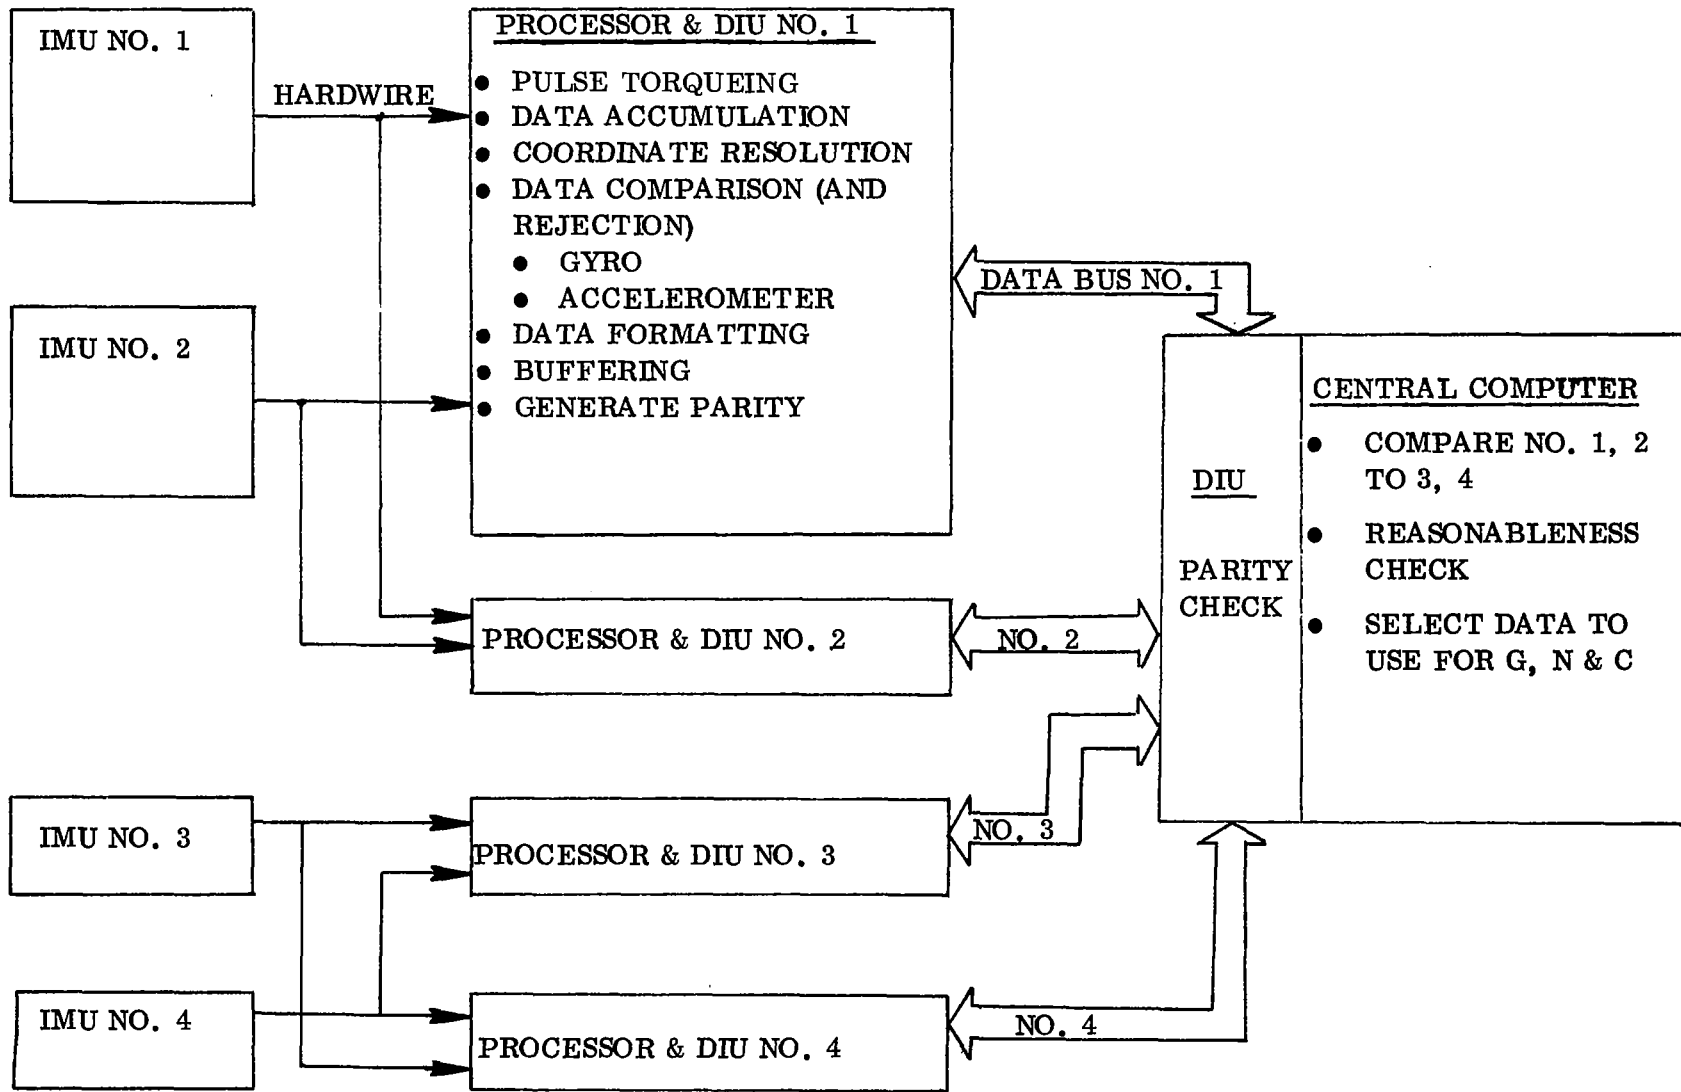 IMU NO. 1
HARDWIRE
PROCESSOR & DIU NO. 1
• PULSE TORQUEING
• DATA ACCUMULATION
• COORDINATE RESOLUTION
• DATA COMPARISON (AND
REJECTION)
• GYRO
• ACCELEROMETER
• DATA FORMATTING
• BUFFERING
• GENERATE PARITY
IMU NO. 2
DATA BUS NO. 1
PROCESSOR & DIU NO. 2
NO. 2
DIU
PARITY
CHECK
CENTRAL COMPUTER
• COMPARE NO. 1, 2
TO 3, 4
• REASONABLENESS
CHECK
• SELECT DATA TO
USE FOR G, N & C
IMU NO. 3
PROCESSOR & DIU NO. 3
NO. 3
IMU NO. 4
PROCESSOR & DIU NO. 4
NO. 4